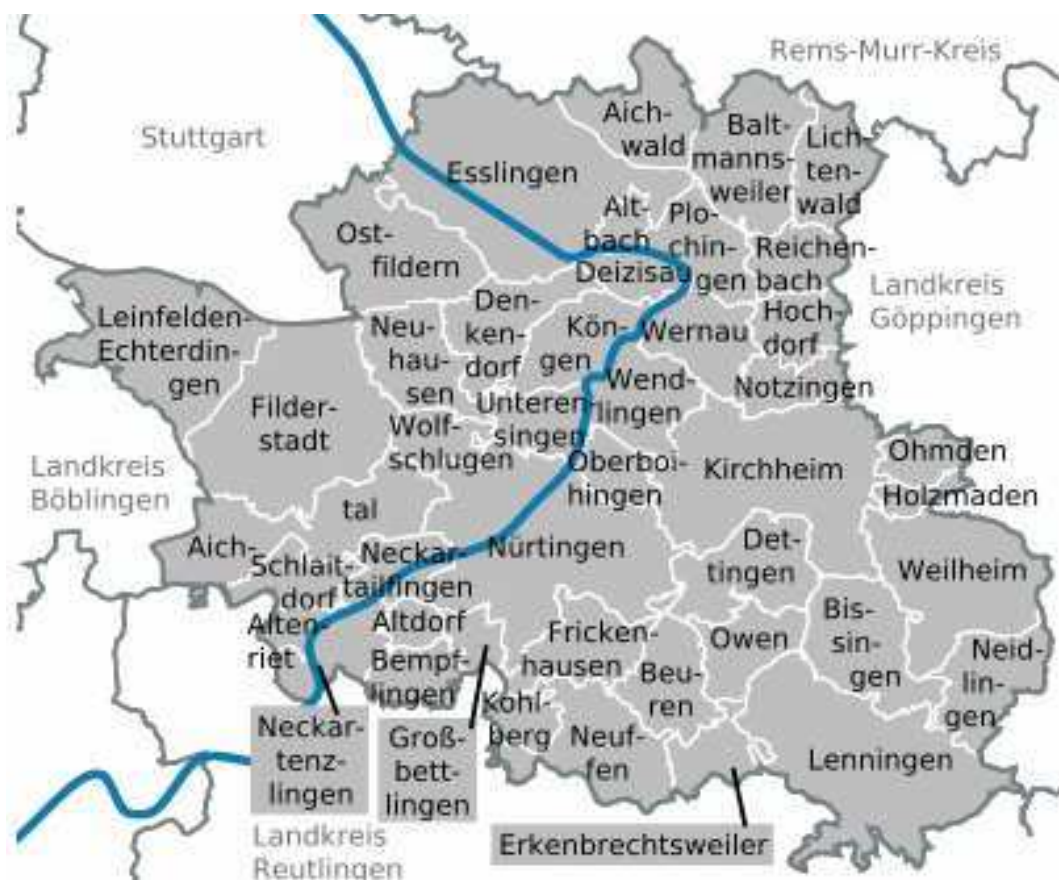 Rems-Murr-Kreis
Stuttgart
Aich-
wald
Balt-
manns-
weiler
Lich-
ten-
wald
Esslingen
Alt-
bach
Plo-
chin-
gen
Ost-
fildern
Deizisau
Reichen-
bach
Landkreis
Göppingen
Leinfelden-
Echterdin-
gen
Neu-
hau-
sen
Den-
ken-
dorf
Kön-
gen
Wernau
Hoch-
dorf
Notzingen
Wend-
lingen
Filder-
stadt
Unteren-
singen
Wolf-
schlugen
Oberboi-
hingen
Kirchheim
Ohmden
Holzmaden
Landkreis
Böblingen
Aich-
tal
Schlait-
dorf
Neckar-
tailfingen
Nürtingen
Det-
tingen
Weilheim
Alten-
riet
Altdorf
Bempf-
lingen
Fricken-
hausen
Owen
Bis-
sin-
gen
Neid-
lin-
gen
Beu-
ren
Kohl-
berg
Neuf-
fen
Lenningen
Neckar-
tenz-
lingen
Groß-
bett-
lingen
Erkenbrechtsweiler
Landkreis
Reutlingen